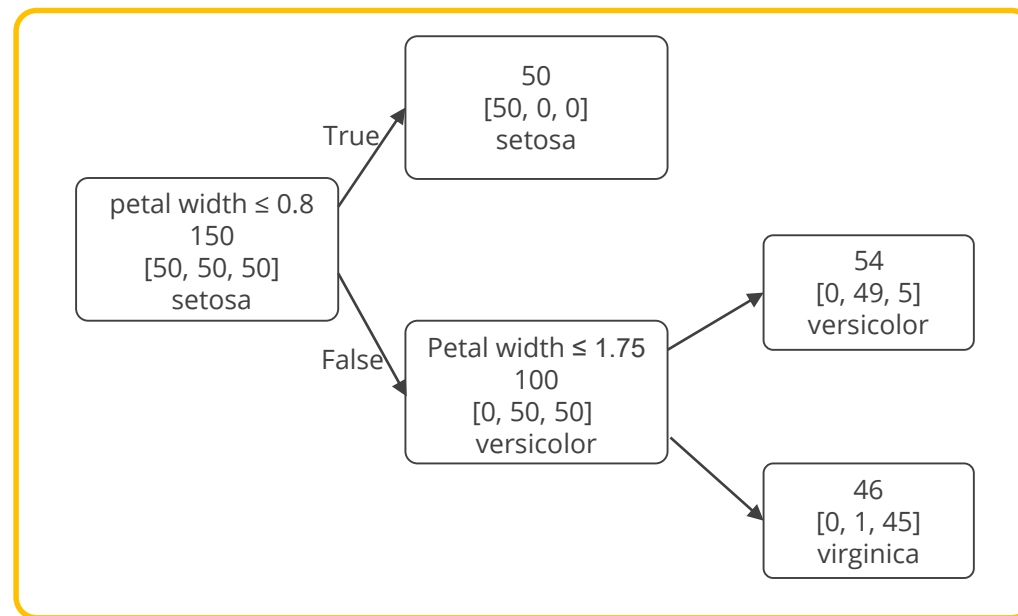 petal width ≤ 0.8
150
[50, 50, 50]
setosa
True
50
[50, 0, 0]
setosa
False
Petal width ≤ 1.75
100
[0, 50, 50]
versicolor
54
[0, 49, 5]
versicolor
46
[0, 1, 45]
virginica